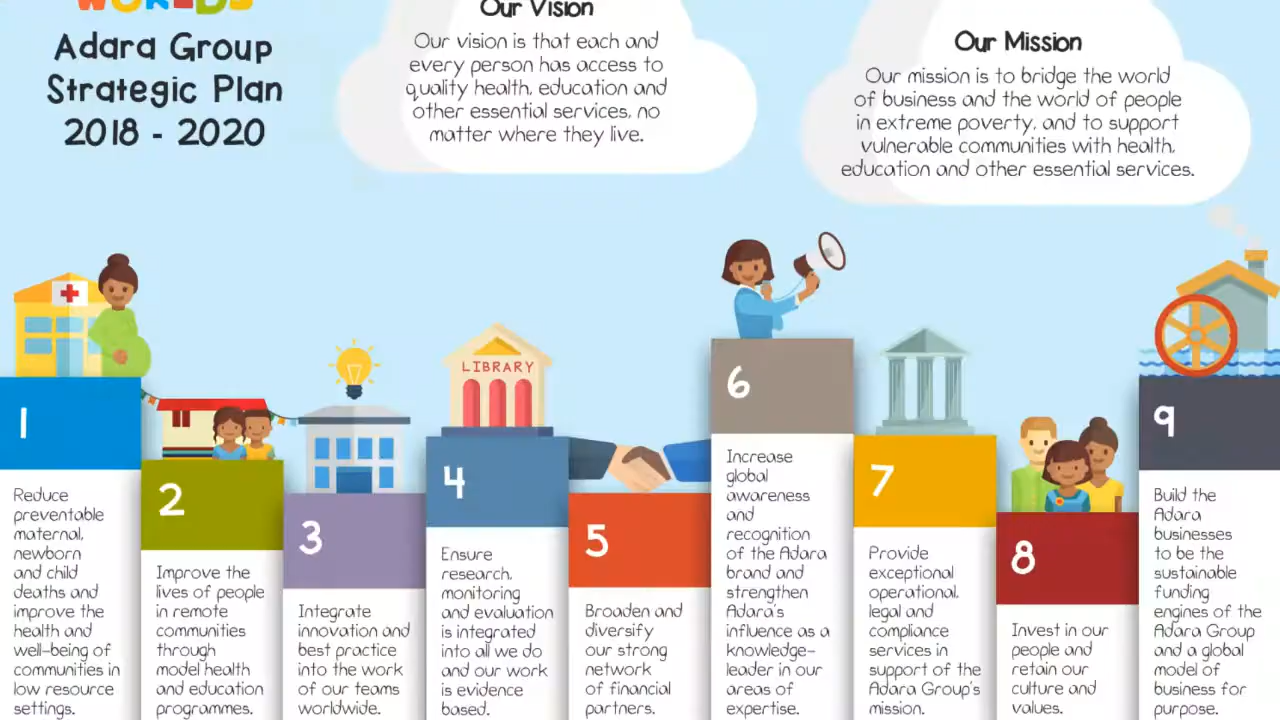 WORLDS
Adara Group
Strategic Plan
2018 - 2020
Our Vision
Our vision is that each and
every person has access to
quality health, education and
other essential services, no
matter where they live.
Our Mission
Our mission is to bridge the world
of business and the world of people
in extreme poverty, and to support
vulnerable communities with health,
education and other essential services.
1
Reduce
preventable
maternal,
newborn
and child
deaths and
improve the
health and
well-being of
communities in
low resource
settings.
2
Improve the
lives of people
in remote
communities
through
model health
and education
programmes.
3
Integrate
innovation and
best practice
into the work
of our teams
worldwide.
LIBRARY
4
Ensure
research,
monitoring
and evaluation
is integrated
into all we do
and our work
is evidence
based.
5
Broaden and
diversify
our strong
network
of financial
partners.
6
Increase
global
awareness
and
recognition
of the Adara
brand and
strengthen
Adara's
influence as a
knowledge-
leader in our
areas of
expertise.
7
Provide
exceptional
operational,
legal and
compliance
services in
support of the
Adara Group's
mission.
8
Invest in our
people and
retain our
culture and
values.
9
Build the
Adara
businesses
to be the
sustainable
funding
engines of the
Adara Group
and a global
model of
business for
purpose.